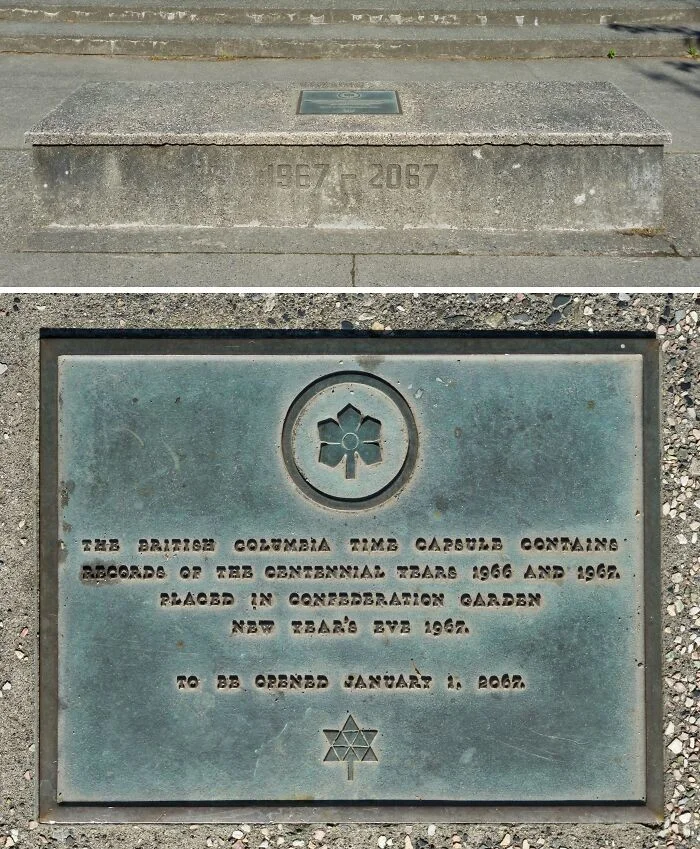 1967 - 2067
THE BRITISH COLUMBIA TIME CAPSULE CONTAINS
RECORDS OF THE CENTENNIAL YEARS 1966 AND 1967.
PLACED IN CONFEDERATION GARDEN
NEW YEAR'S EVE 1967.
TO BE OPENED JANUARY 1, 2067.